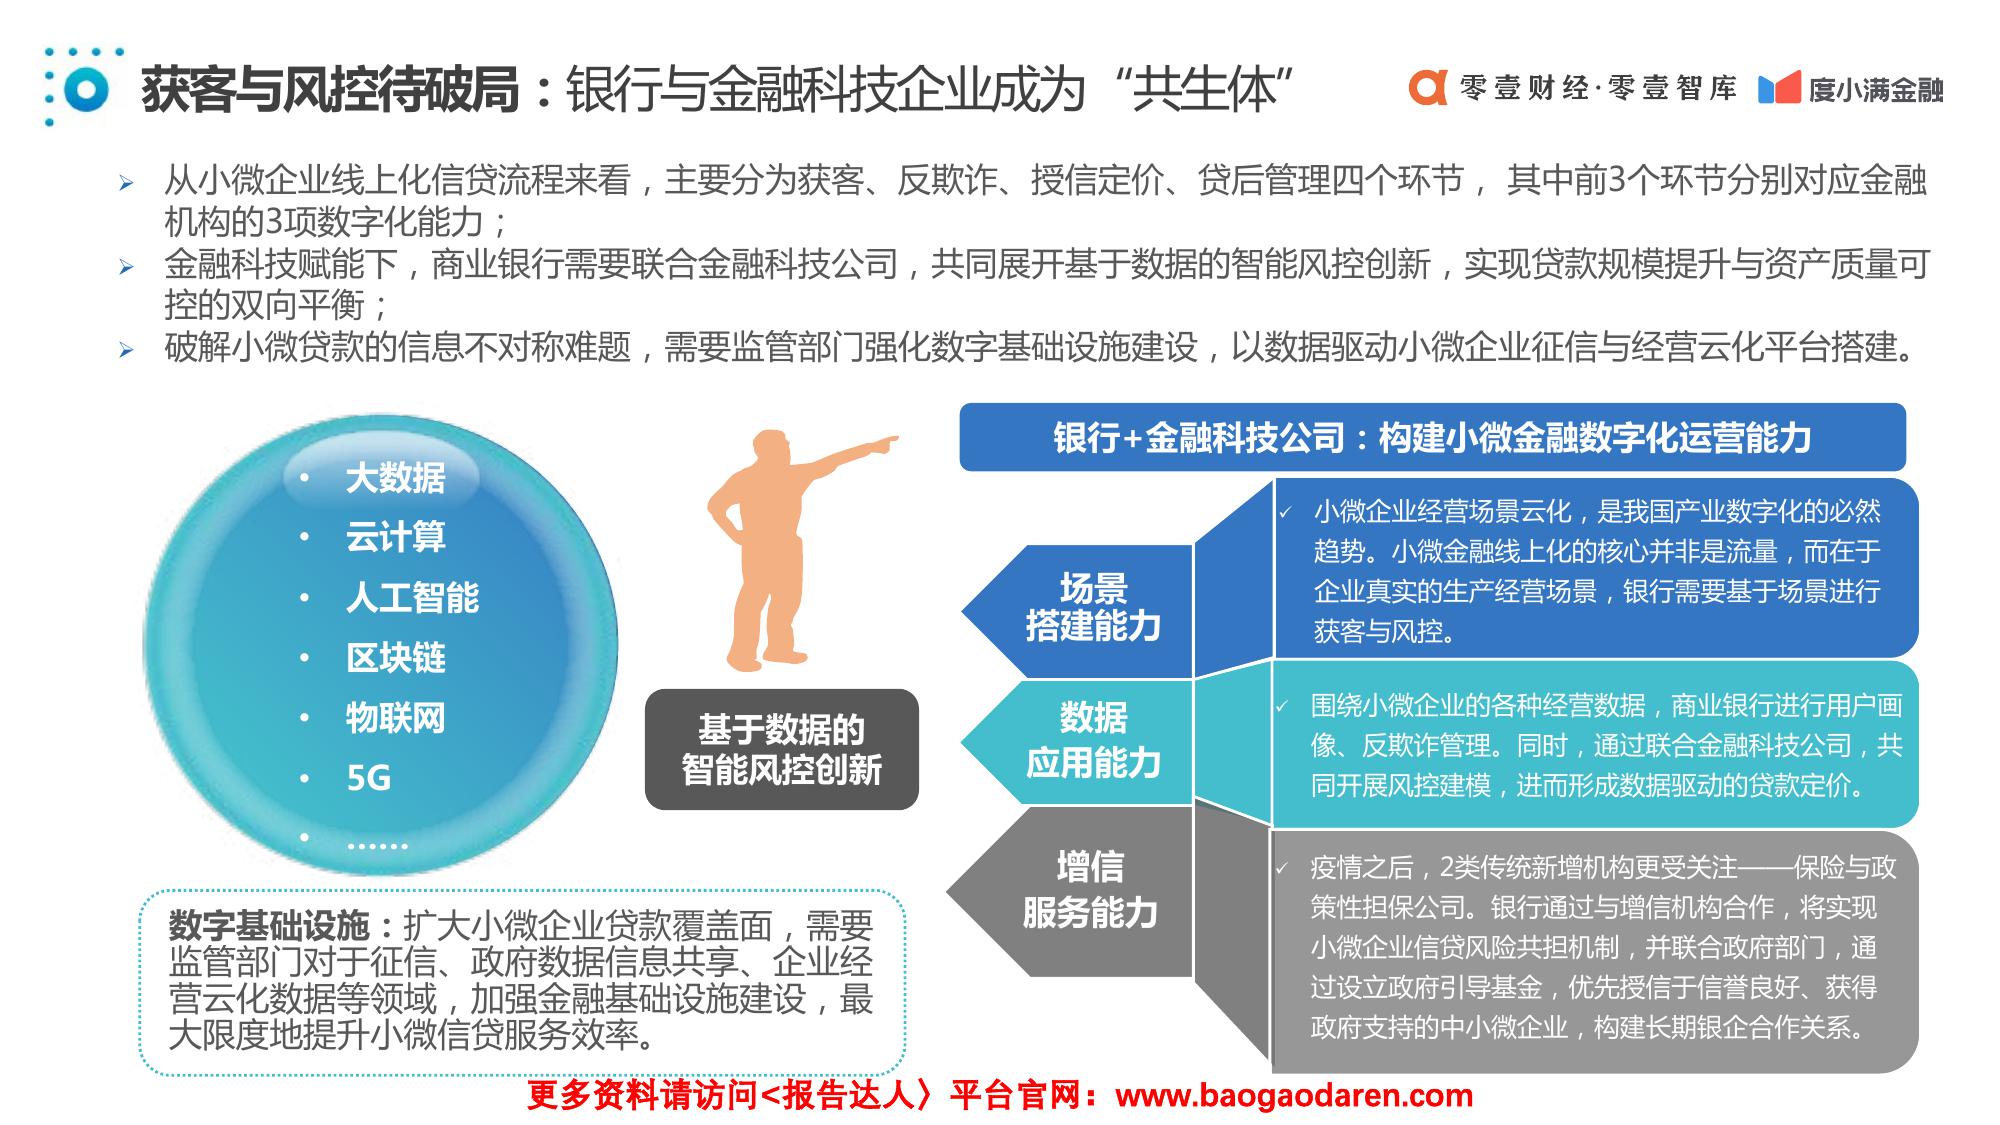 获客与风控待破局：银行与金融科技企业成为“共生体”
零壹财经·零壹智库
度小满金融
从小微企业线上化信贷流程来看，主要分为获客、反欺诈、授信定价、贷后管理四个环节， 其中前3个环节分别对应金融
机构的3项数字化能力；
金融科技赋能下，商业银行需要联合金融科技公司，共同展开基于数据的智能风控创新，实现贷款规模提升与资产质量可
控的双向平衡；
破解小微贷款的信息不对称难题，需要监管部门强化数字基础设施建设，以数据驱动小微企业征信与经营云化平台搭建。
• 大数据
• 云计算
• 人工智能
• 区块链
• 物联网
• 5G
• ……
基于数据的
智能风控创新
数字基础设施：扩大小微企业贷款覆盖面，需要
监管部门对于征信、政府数据信息共享、企业经
营云化数据等领域，加强金融基础设施建设，最
大限度地提升小微信贷服务效率。
银行+金融科技公司：构建小微金融数字化运营能力
场景
搭建能力
✓ 小微企业经营场景云化，是我国产业数字化的必然
趋势。小微金融线上化的核心并非是流量，而在于
企业真实的生产经营场景，银行需要基于场景进行
获客与风控。
数据
应用能力
✓ 围绕小微企业的各种经营数据，商业银行进行用户画
像、反欺诈管理。同时，通过联合金融科技公司，共
同开展风控建模，进而形成数据驱动的贷款定价。
增信
服务能力
✓ 疫情之后，2类传统新增机构更受关注——保险与政
策性担保公司。银行通过与增信机构合作，将实现
小微企业信贷风险共担机制，并联合政府部门，通
过设立政府引导基金，优先授信于信誉良好、获得
政府支持的中小微企业，构建长期银企合作关系。
更多资料请访问<报告达人〉平台官网：www.baogaodaren.com